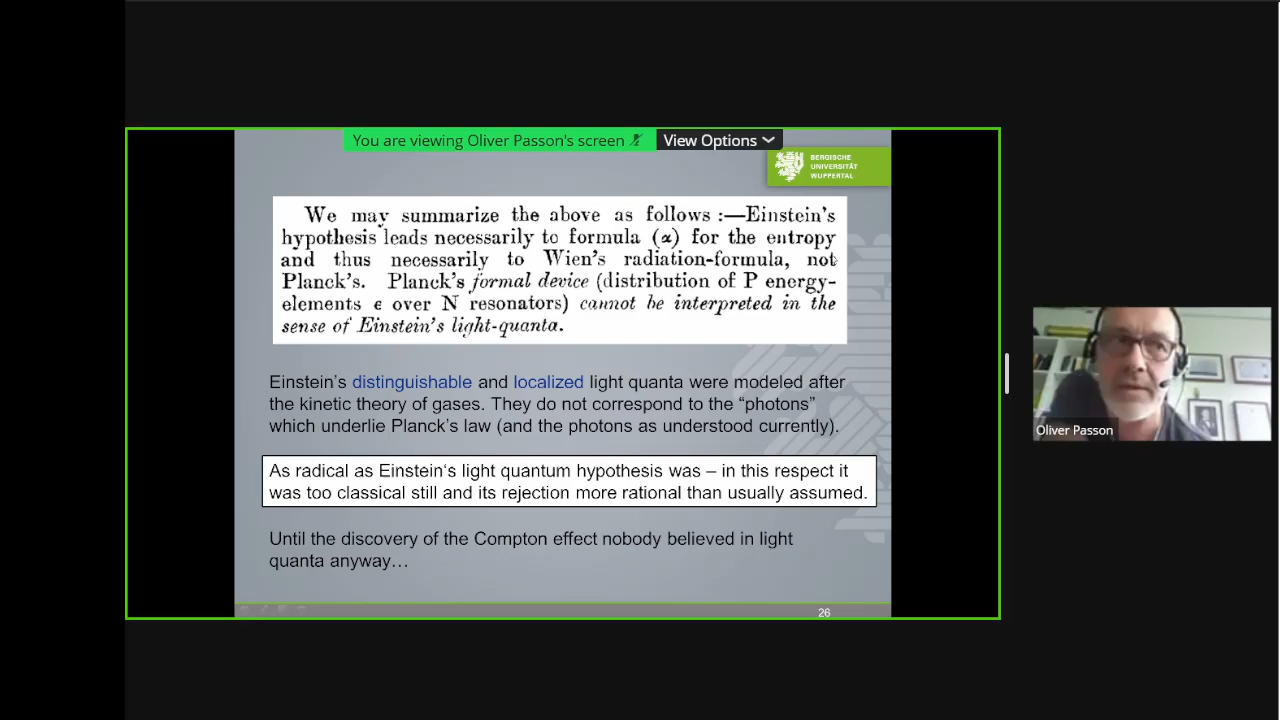 You are viewing Oliver Passon's screen
View Options
BERGISCHE
UNIVERSITÄT
WUPPERTAL
We may summarize the above as follows :—Einstein's
hypothesis leads necessarily to formula (α) for the entropy
and thus necessarily to Wien's radiation-formula, not
Planck's. Planck's formal device (distribution of P energy-
elements ϵ over N resonators) cannot be interpreted in the
sense of Einstein's light-quanta.
Einstein's distinguishable and localized light quanta were modeled after
the kinetic theory of gases. They do not correspond to the “photons”
which underlie Planck's law (and the photons as understood currently).
As radical as Einstein‘s light quantum hypothesis was – in this respect it
was too classical still and its rejection more rational than usually assumed.
Until the discovery of the Compton effect nobody believed in light
quanta anyway…
26
Oliver Passon